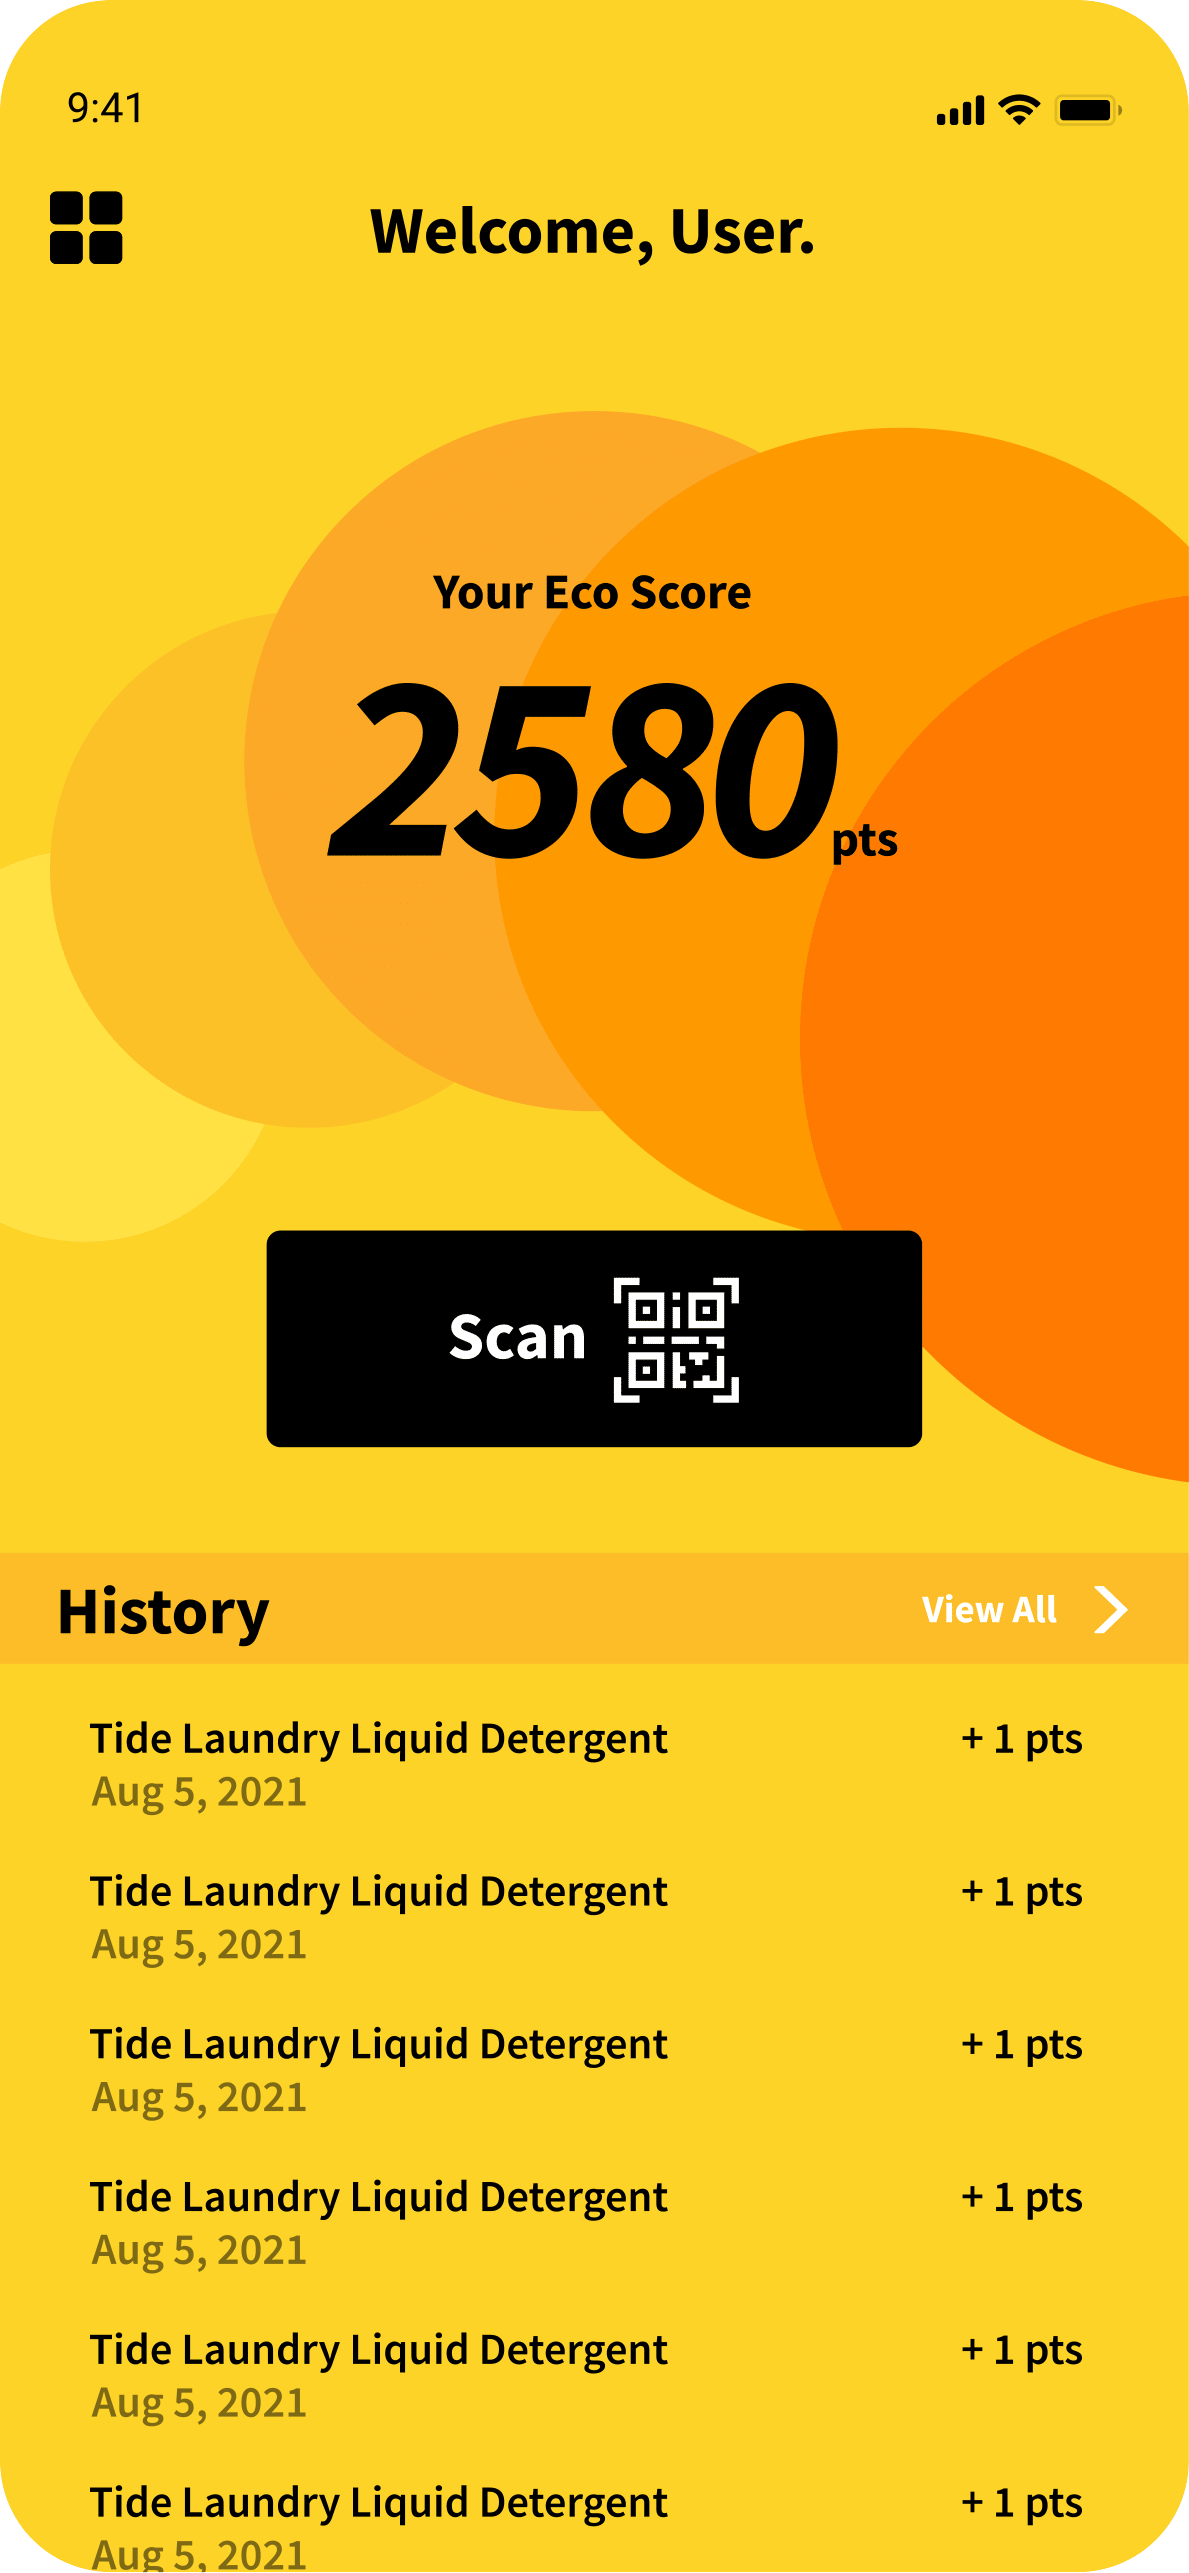 9:41
Welcome, User.
Your Eco Score
2580 pts
Scan
History View All
Tide Laundry Liquid Detergent + 1 pts
Aug 5, 2021
Tide Laundry Liquid Detergent + 1 pts
Aug 5, 2021
Tide Laundry Liquid Detergent + 1 pts
Aug 5, 2021
Tide Laundry Liquid Detergent + 1 pts
Aug 5, 2021
Tide Laundry Liquid Detergent + 1 pts
Aug 5, 2021
Tide Laundry Liquid Detergent + 1 pts
Aug 5, 2021